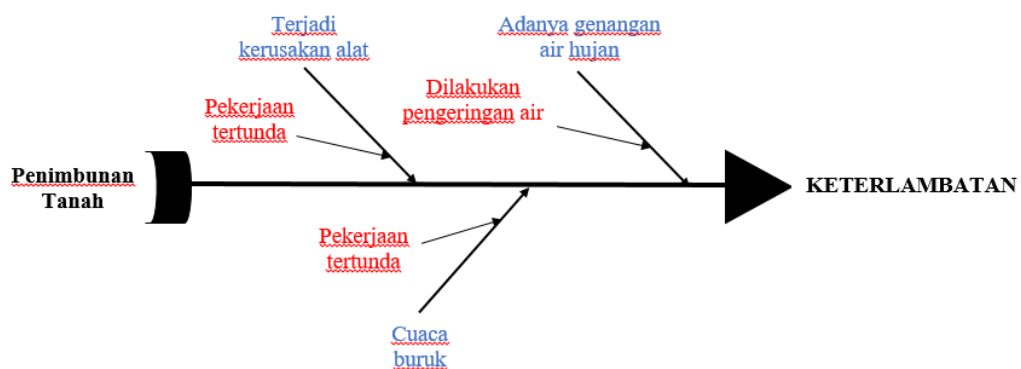 Terjadi
kerusakan alat
Adanya genangan
air hujan
Dilakukan
pengeringan air
Pekerjaan
tertunda
Penimbunan
Tanah
KETERLAMBATAN
Pekerjaan
tertunda
Cuaca
buruk